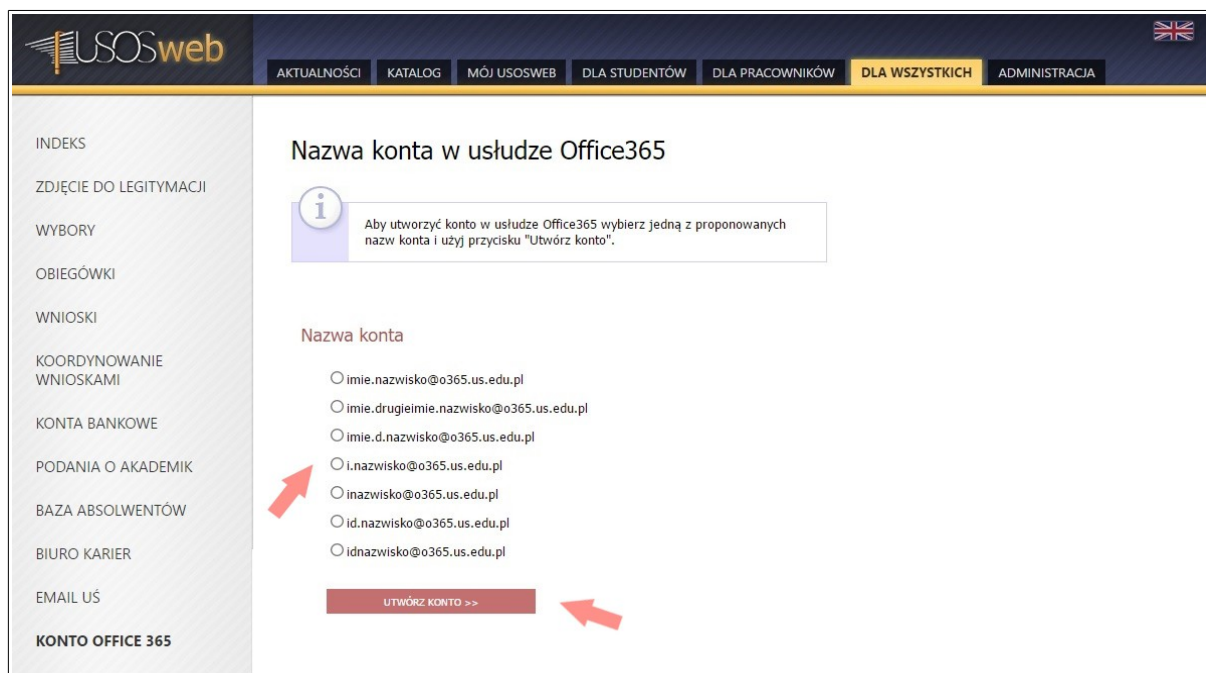 USOSweb
AKTUALNOŚCI KATALOG MÓJ USOSWEB DLA STUDENTÓW DLA PRACOWNIKÓW DLA WSZYSTKICH ADMINISTRACJA
INDEKS
ZDJĘCIE DO LEGITYMACJI
WYBORY
OBIEGÓWKI
WNIOSKI
KOORDYNOWANIE
WNIOSKAMI
KONTA BANKOWE
PODANIA O AKADEMIK
BAZA ABSOLWENTÓW
BIURO KARIER
EMAIL UŚ
KONTO OFFICE 365
Nazwa konta w usłudze Office365
i
Aby utworzyć konto w usłudze Office365 wybierz jedną z proponowanych
nazw konta i użyj przycisku "Utwórz konto".
Nazwa konta
imie.nazwisko@o365.us.edu.pl
imie.drugieimie.nazwisko@o365.us.edu.pl
imie.d.nazwisko@o365.us.edu.pl
i.nazwisko@o365.us.edu.pl
inazwisko@o365.us.edu.pl
id.nazwisko@o365.us.edu.pl
idnazwisko@o365.us.edu.pl
UTWÓRZ KONTO >>